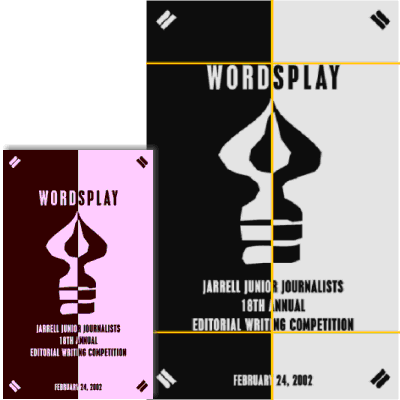 WORDSPLAY
JARRELL JUNIOR JOURNALISTS
18TH ANNUAL
EDITORIAL WRITING COMPETITION
FEBRUARY 24, 2002
WORDSPLAY
JARRELL JUNIOR JOURNALISTS
18TH ANNUAL
EDITORIAL WRITING COMPETITION
FEBRUARY 24, 2002